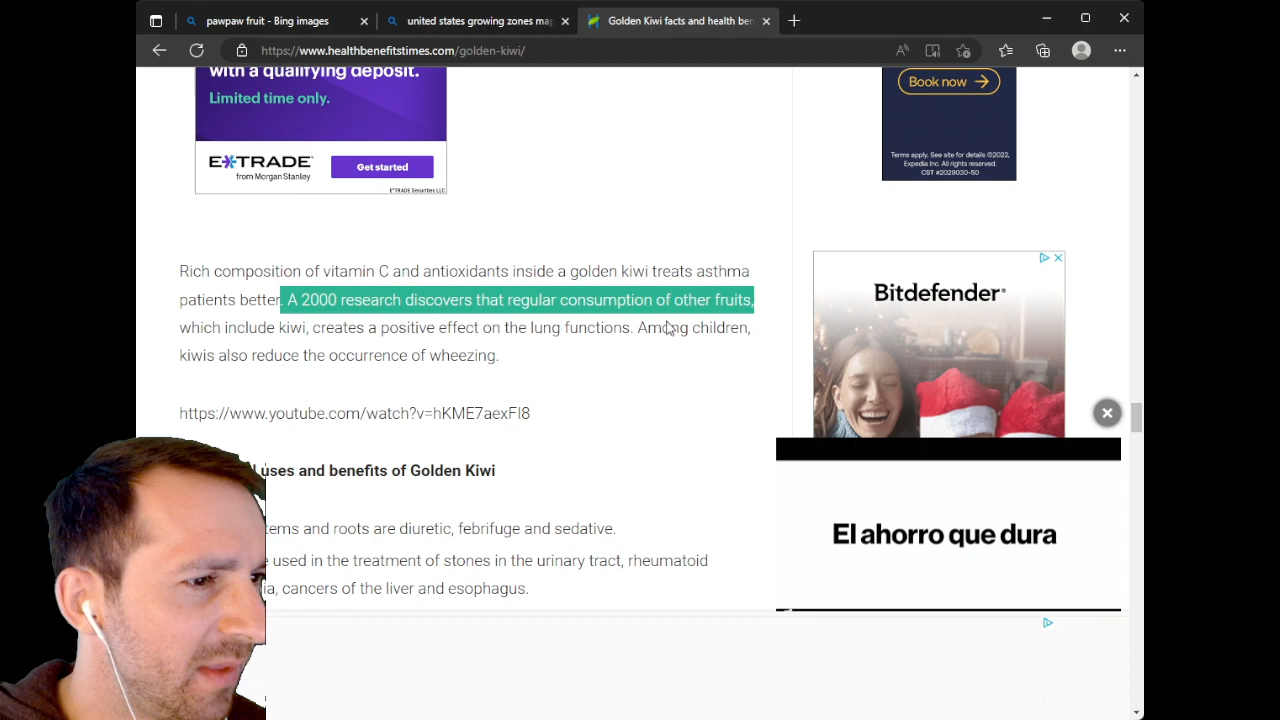 pawpaw fruit - Bing images
united states growing zones map
Golden Kiwi facts and health ben
https://www.healthbenefitstimes.com/golden-kiwi/
with a qualifying deposit.
Limited time only.
E*TRADE
from Morgan Stanley
Get started
E*TRADE Securities LLC
Book now
Terms apply. See site for details ©2022,
Expedia Inc. All rights reserved.
CST #2029030-50
Rich composition of vitamin C and antioxidants inside a golden kiwi treats asthma
patients better. A 2000 research discovers that regular consumption of other fruits,
which include kiwi, creates a positive effect on the lung functions. Among children,
kiwis also reduce the occurrence of wheezing.
https://www.youtube.com/watch?v=hKME7aexFI8
uses and benefits of Golden Kiwi
tems and roots are diuretic, febrifuge and sedative.
used in the treatment of stones in the urinary tract, rheumatoid
ia, cancers of the liver and esophagus.
Bitdefender®
El ahorro que dura